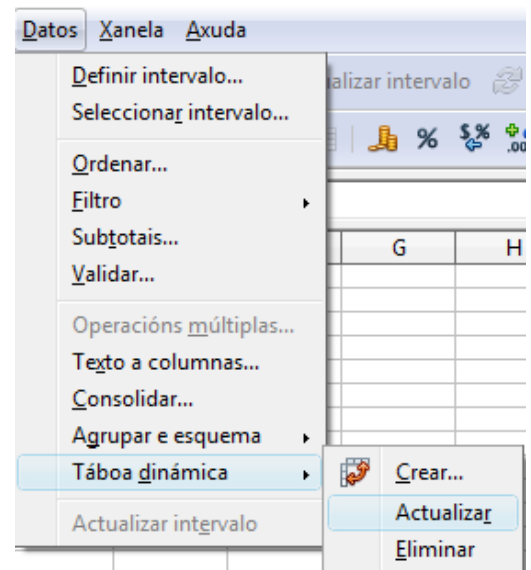 Datos Xanela Axuda
Definir intervalo...
Seleccionar intervalo...
alizar intervalo
Ordenar...
% $% .00
Filtro
Subtotais...
G H
Validar...
Operacións múltiplas...
Texto a columnas...
Consolidar...
Agrupar e esquema
Táboa dinámica
Crear...
Actualizar intervalo
Actualizar
Eliminar